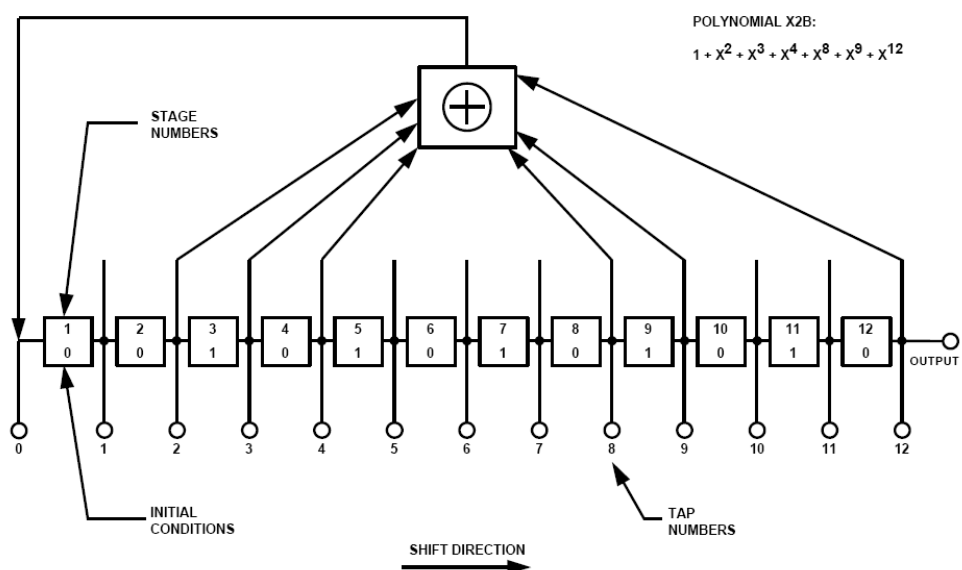 POLYNOMIAL X2B:
1 + X² + X³ + X⁴ + X⁸ + X⁹ + X¹²
STAGE
NUMBERS
1 2 3 4 5 6 7 8 9 10 11 12
0 0 1 0 1 0 1 0 1 0 1 0
OUTPUT
0 1 2 3 4 5 6 7 8 9 10 11 12
INITIAL
CONDITIONS
TAP
NUMBERS
SHIFT DIRECTION